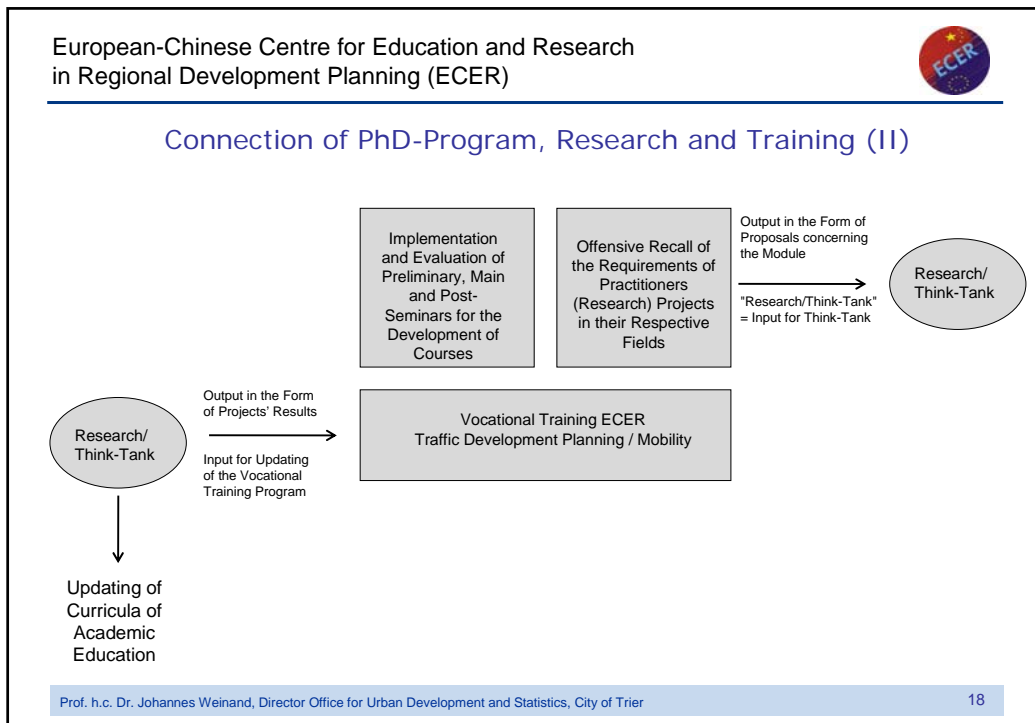 European-Chinese Centre for Education and Research
in Regional Development Planning (ECER)
ECER
Connection of PhD-Program, Research and Training (II)
Implementation
and Evaluation of
Preliminary, Main
and Post-
Seminars for the
Development of
Courses
Offensive Recall of
the Requirements of
Practitioners
(Research) Projects
in their Respective
Fields
Output in the Form of
Proposals concerning
the Module
"Research/Think-Tank"
= Input for Think-Tank
Research/
Think-Tank
Research/
Think-Tank
Output in the Form
of Projects' Results
Input for Updating
of the Vocational
Training Program
Vocational Training ECER
Traffic Development Planning / Mobility
Updating of
Curricula of
Academic
Education
Prof. h.c. Dr. Johannes Weinand, Director Office for Urban Development and Statistics, City of Trier
18